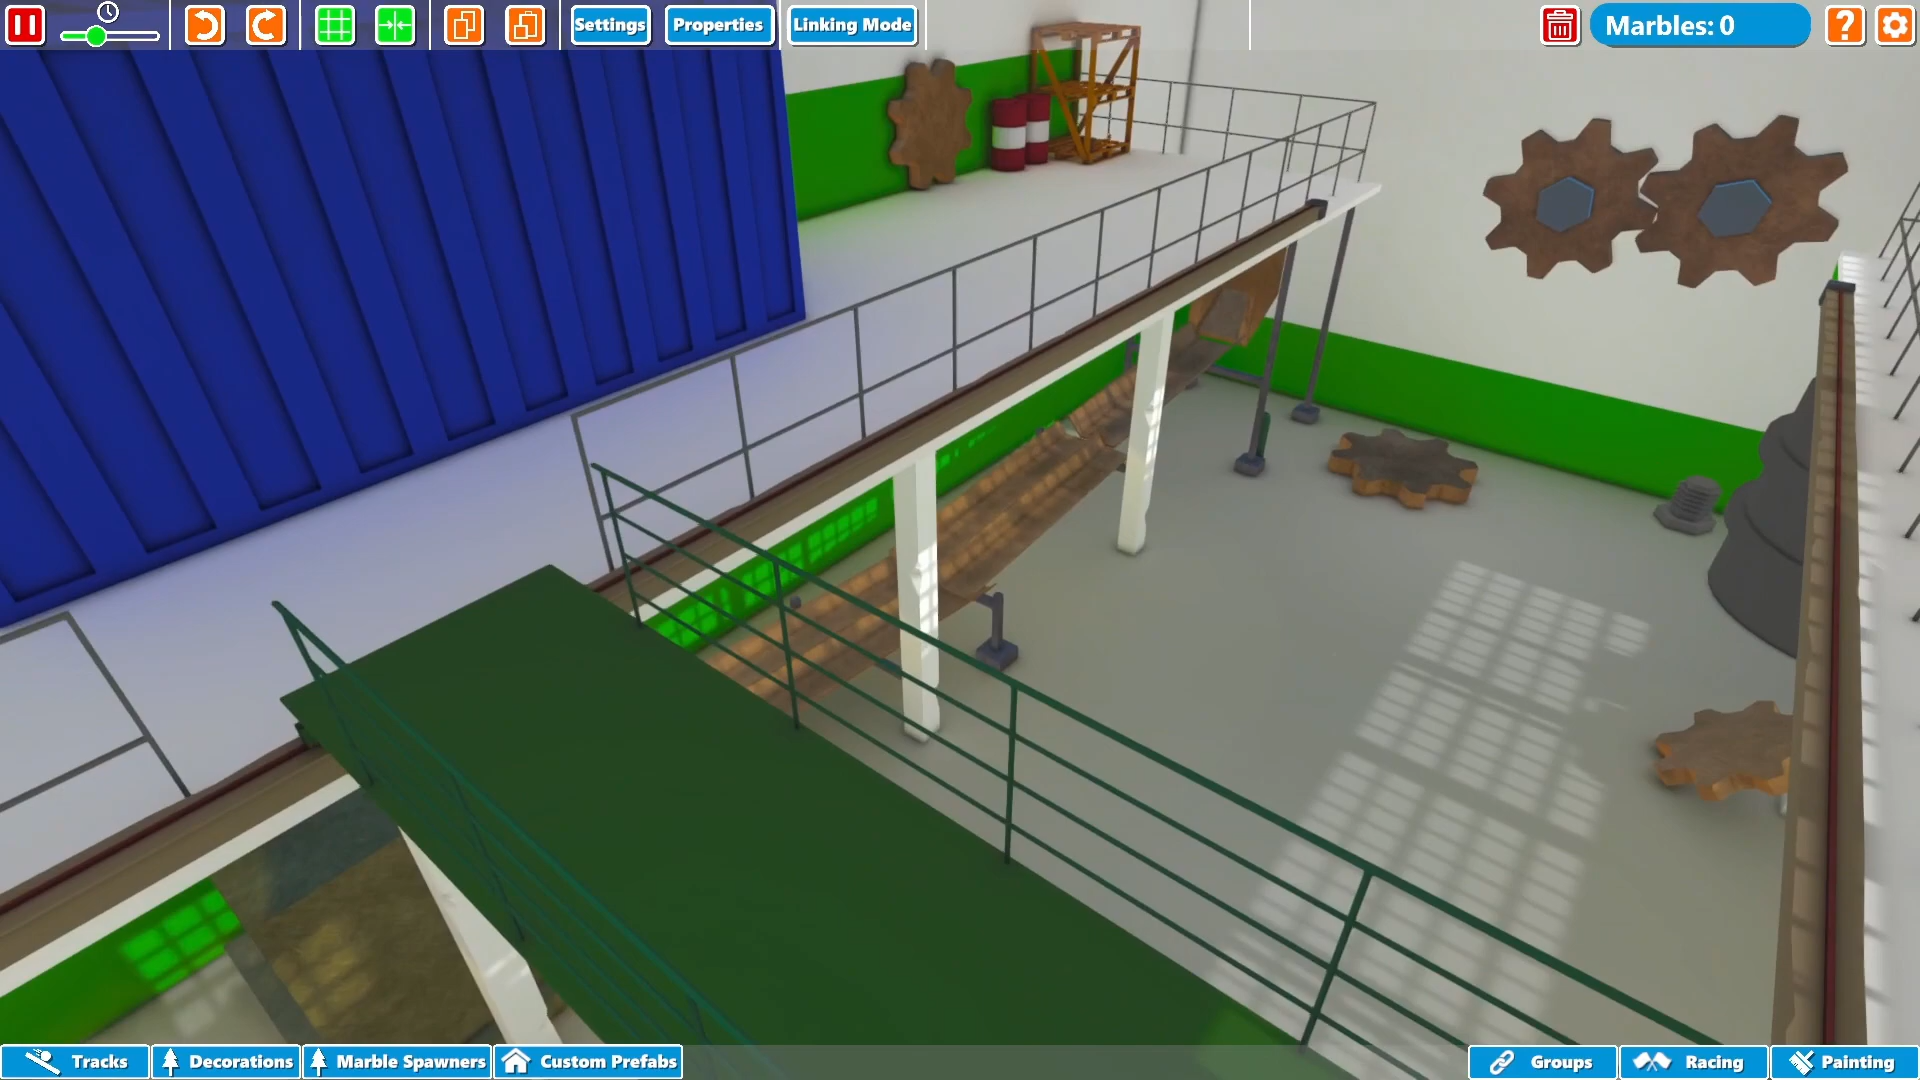 Settings
Properties
Linking Mode
Marbles: 0
?
Tracks
Decorations
Marble Spawners
Custom Prefabs
Groups
Racing
Painting